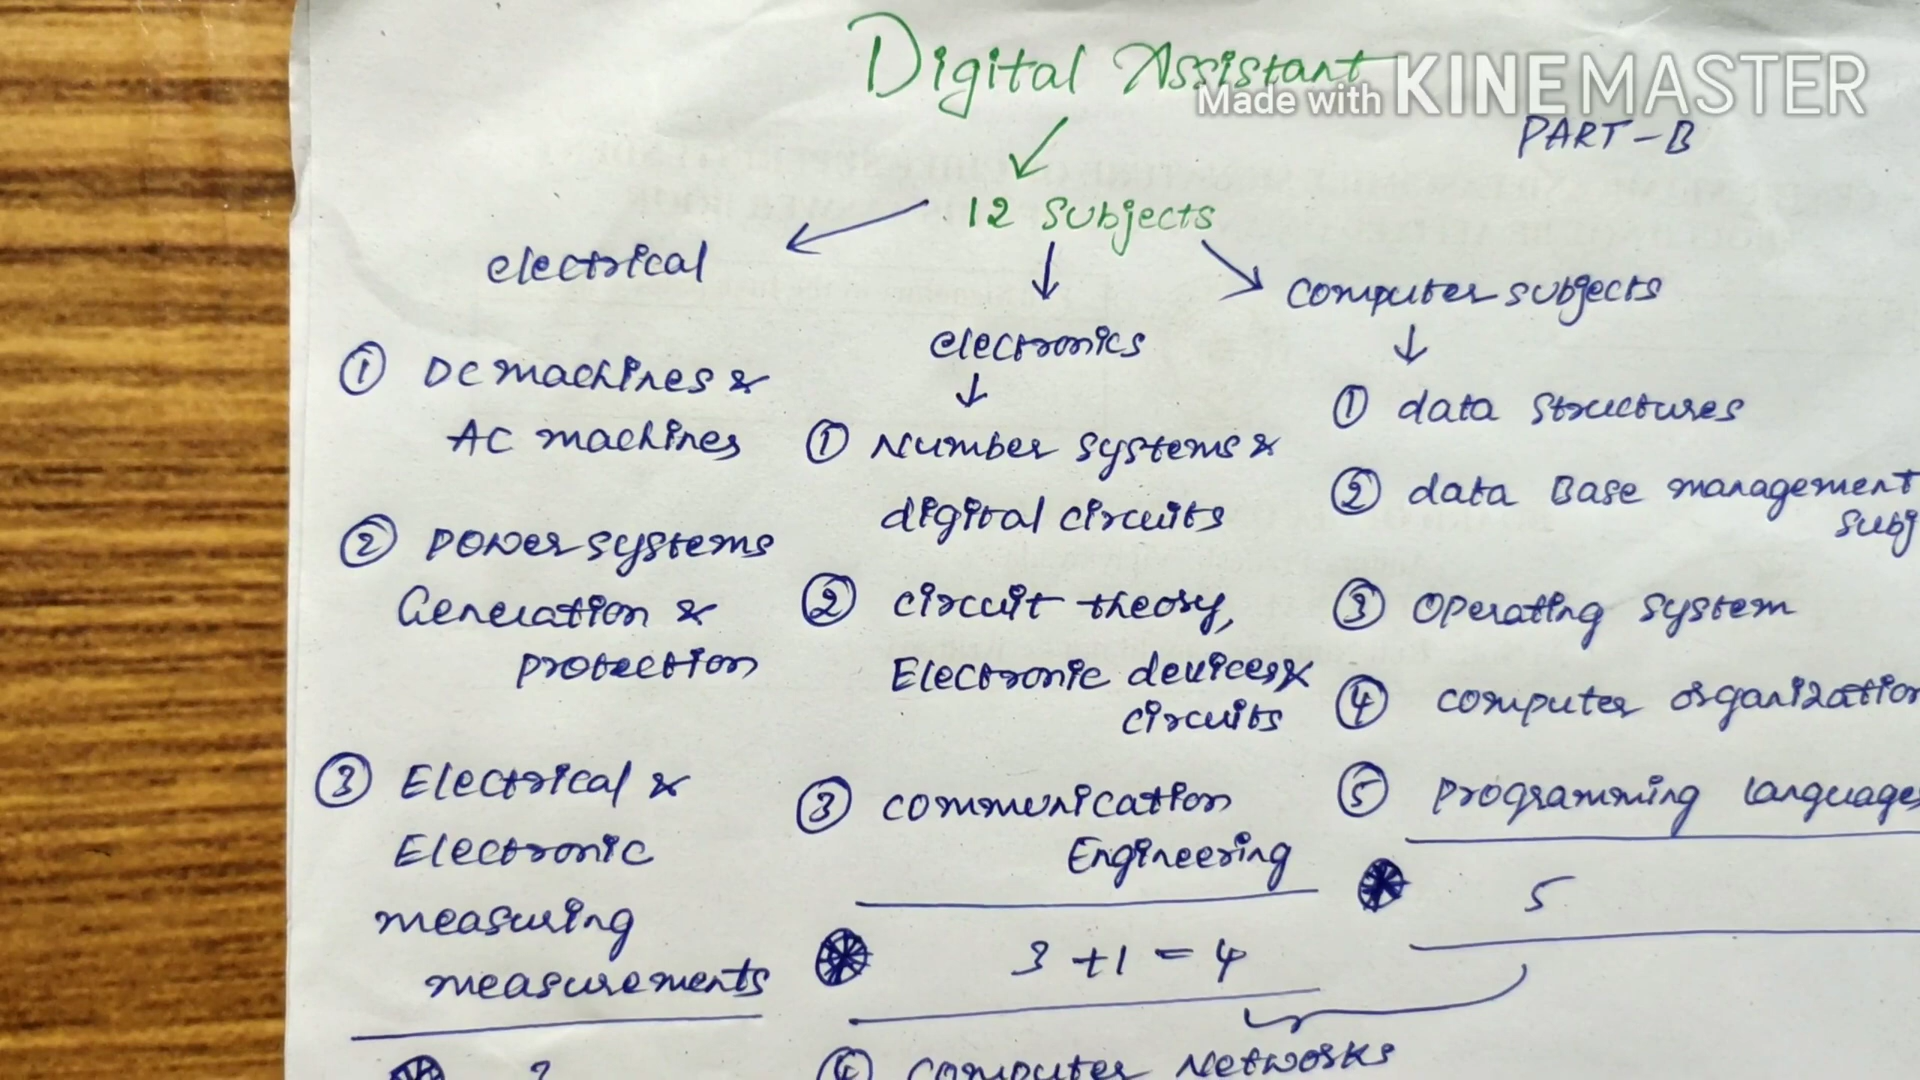 Digital Assistant
Made with KINEMASTER
PART-B
12 subjects
electrical
① DC machines &
AC machines
② power systems
Generation &
protection
③ Electrical &
Electronic
measuring
measurements
electronics
① Number systems &
digital circuits
② circuit theory,
Electronic devices &
circuits
③ communication
Engineering
3 + 1 = 4
computer Networks
computer subjects
① data structures
② data Base management
subj
③ operating system
④ computer organization
⑤ programming languages
5